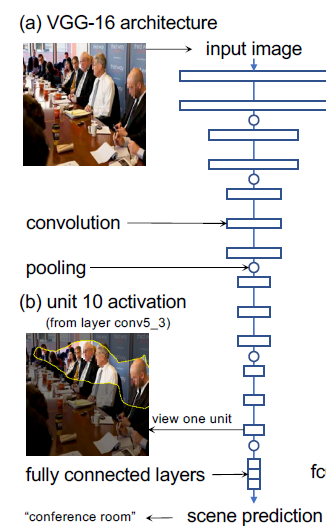 (a) VGG-16 architecture
input image
convolution
pooling
(b) unit 10 activation
(from layer conv5_3)
view one unit
fully connected layers
fc
"conference room"
scene prediction